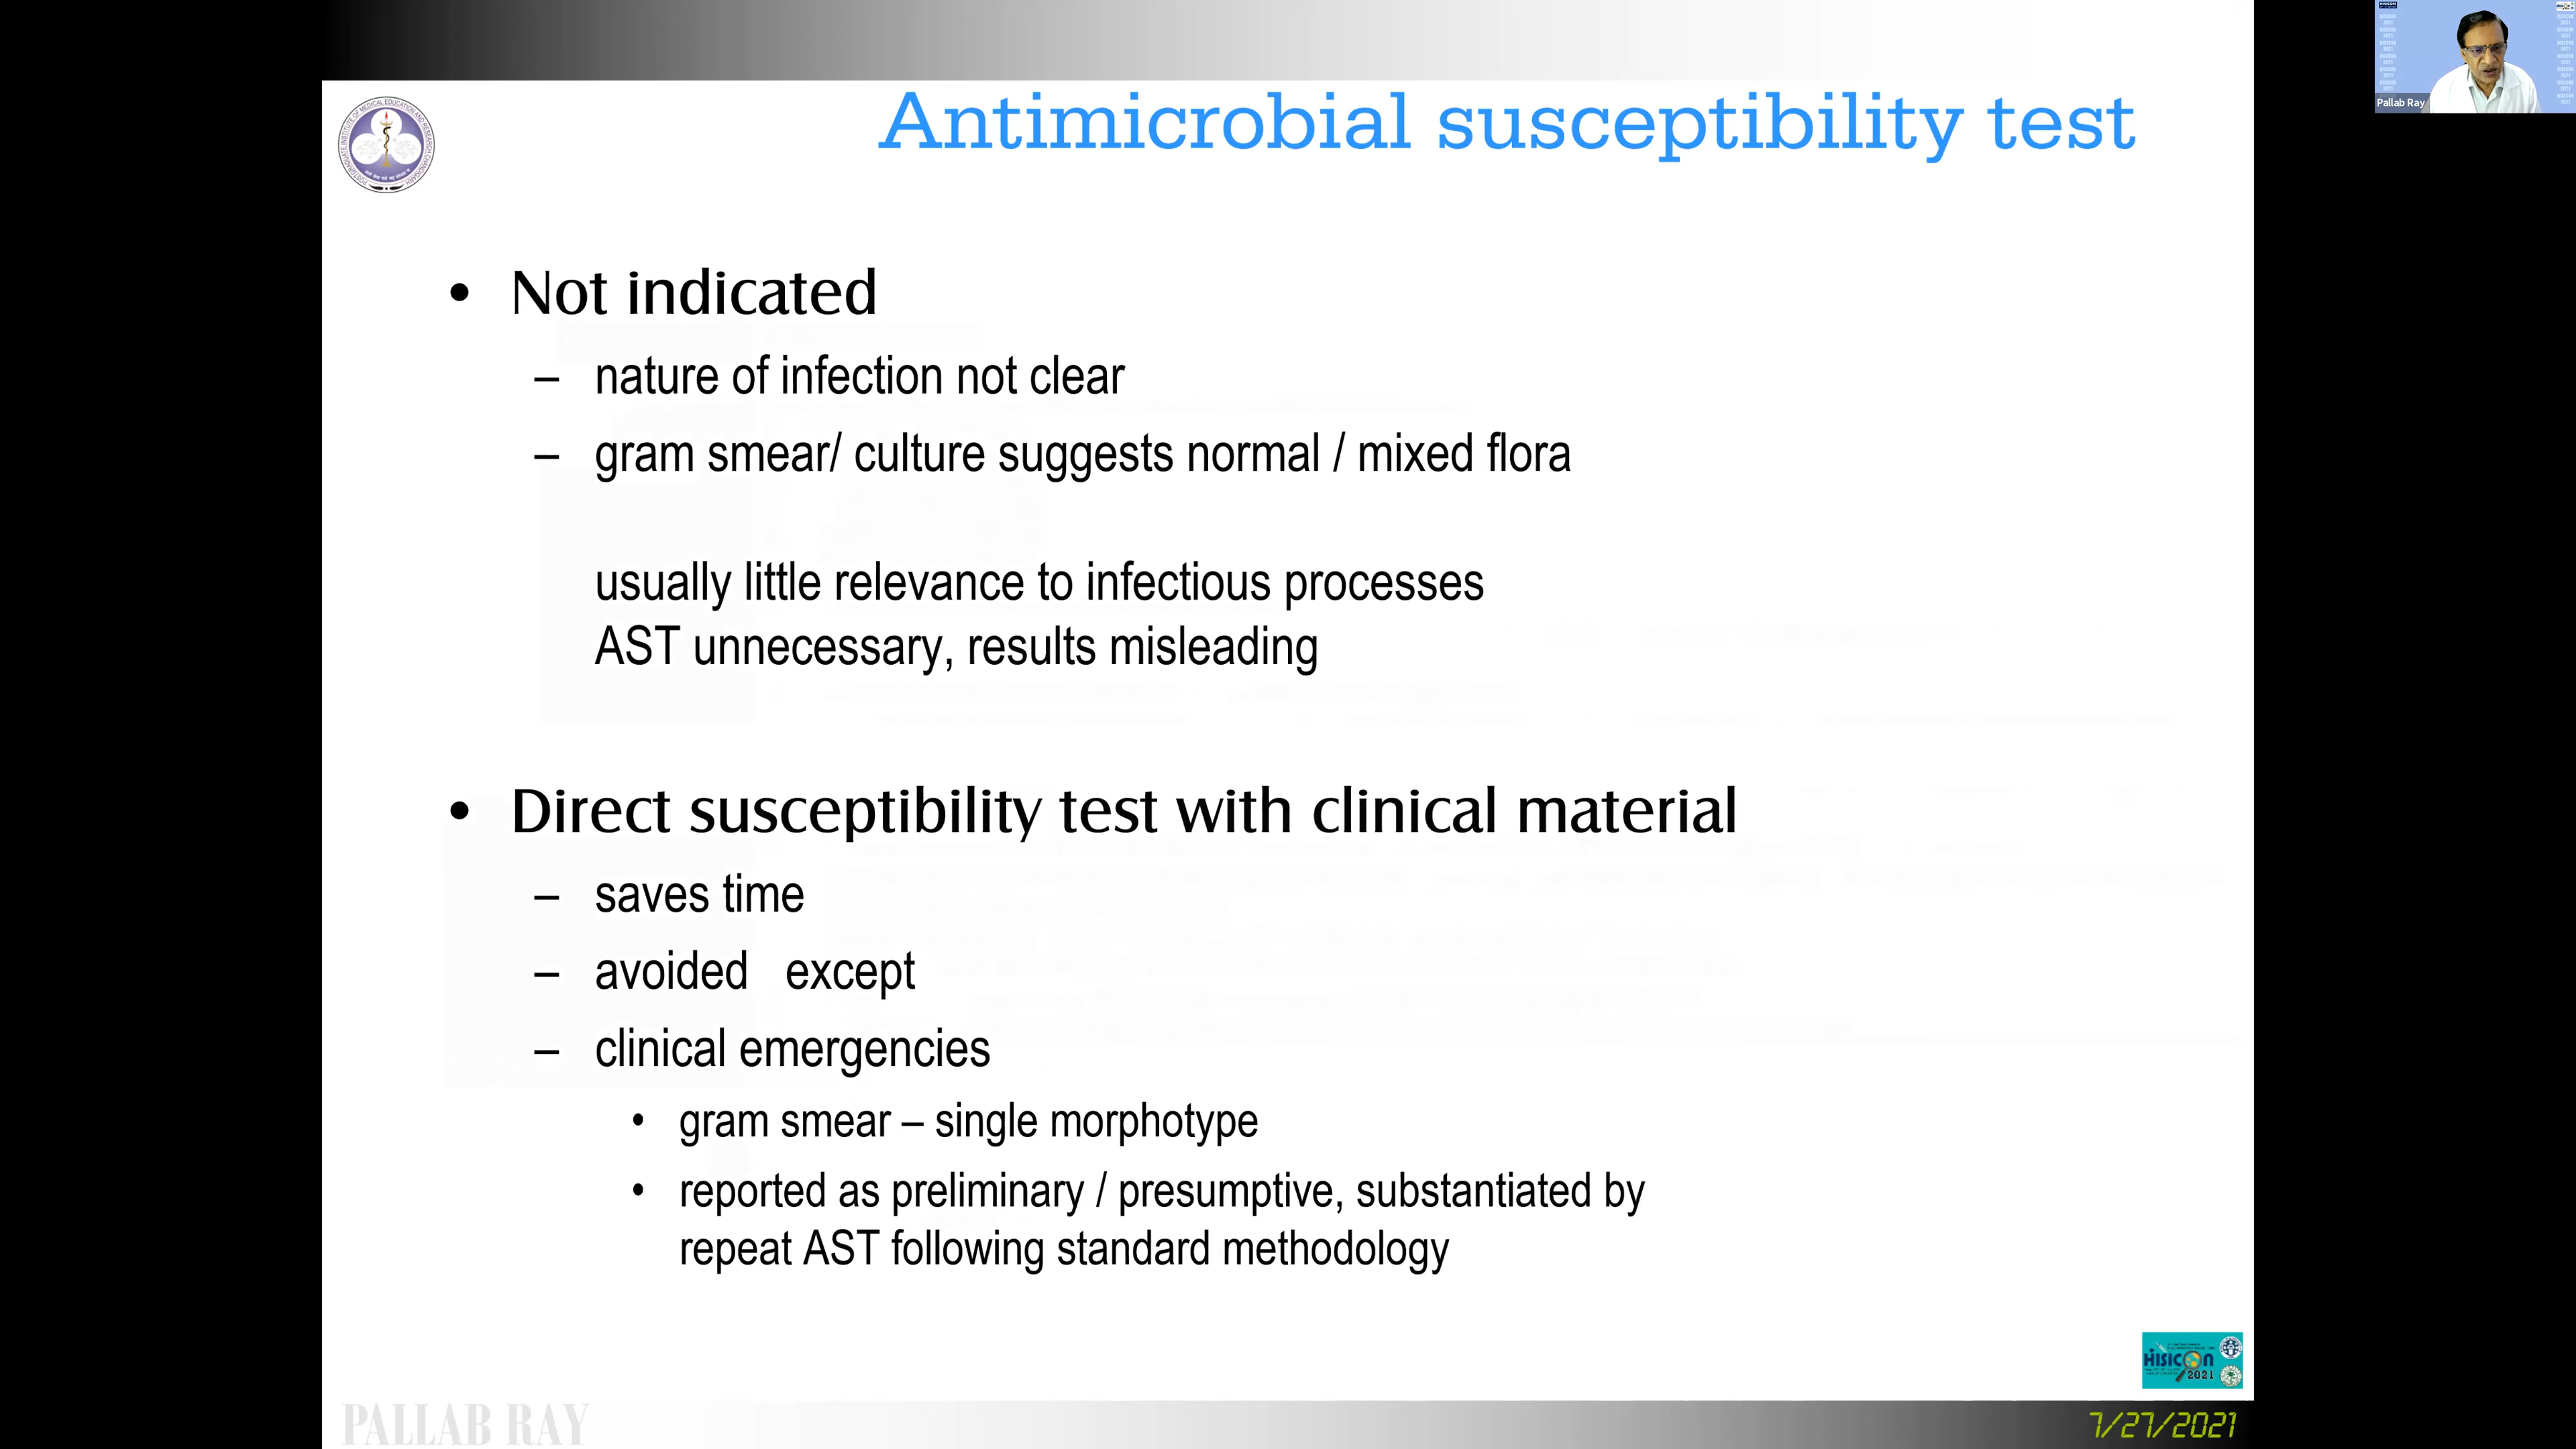 Antimicrobial susceptibility test
Pallab Ray
• Not indicated
– nature of infection not clear
– gram smear/ culture suggests normal / mixed flora
usually little relevance to infectious processes
AST unnecessary, results misleading
• Direct susceptibility test with clinical material
– saves time
– avoided except
– clinical emergencies
• gram smear – single morphotype
• reported as preliminary / presumptive, substantiated by
repeat AST following standard methodology
HISICON
2021
PALLAB RAY
7/27/2021